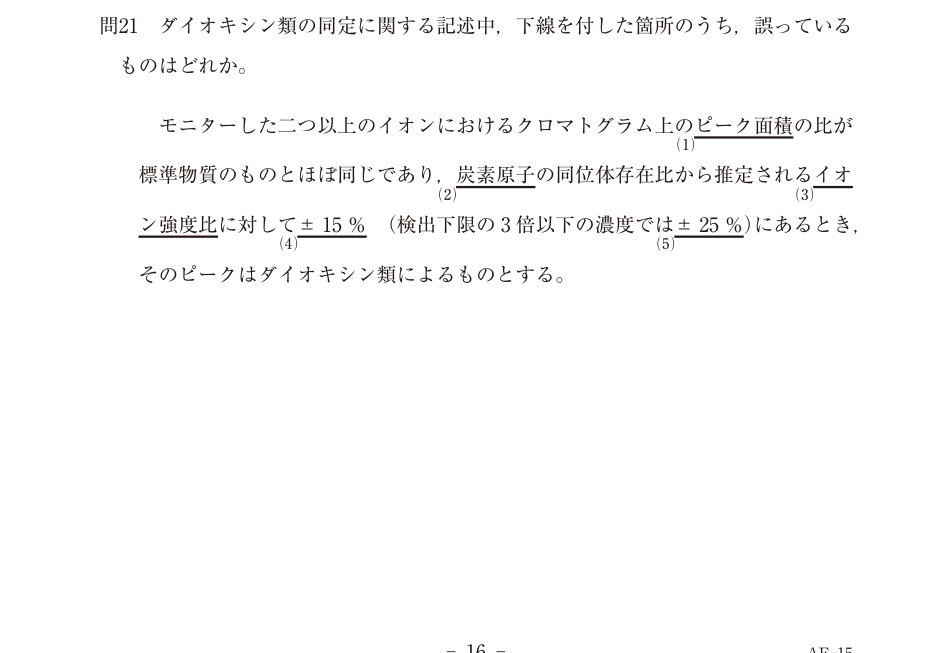 問21 ダイオキシン類の同定に関する記述中，下線を付した箇所のうち，誤っている
ものはどれか。
モニターした二つ以上のイオンにおけるクロマトグラム上のピーク面積の比が
(1)
標準物質のものとほぼ同じであり，炭素原子の同位体存在比から推定されるイオ
(2) (3)
ン強度比に対して± 15 % （検出下限の 3 倍以下の濃度では± 25 %）にあるとき，
(4) (5)
そのピークはダイオキシン類によるものとする。
− 16 −
AE−15